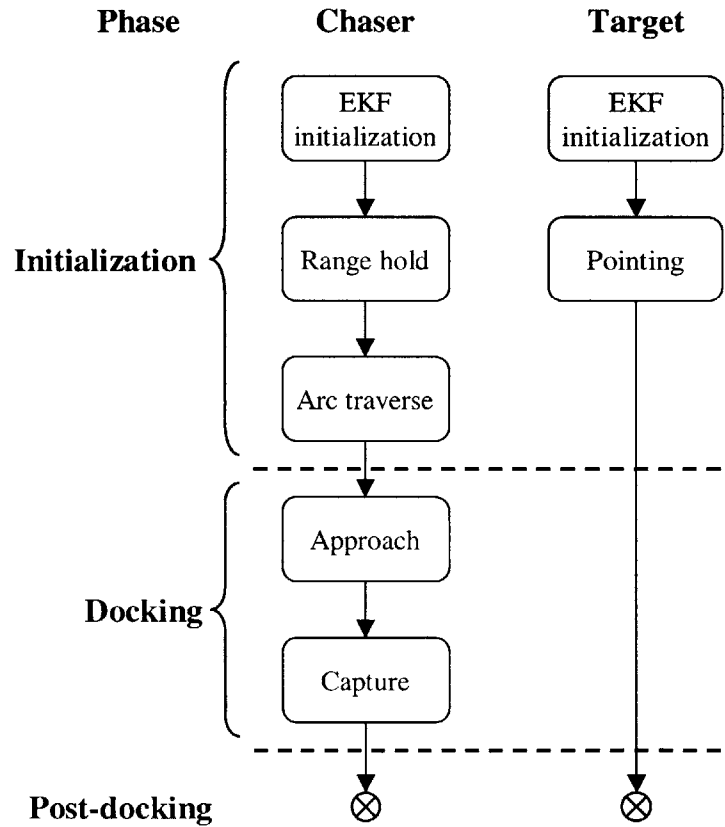 Phase Chaser Target
EKF
initialization
EKF
initialization
Initialization
Range hold
Pointing
Arc traverse
Approach
Docking
Capture
Post-docking